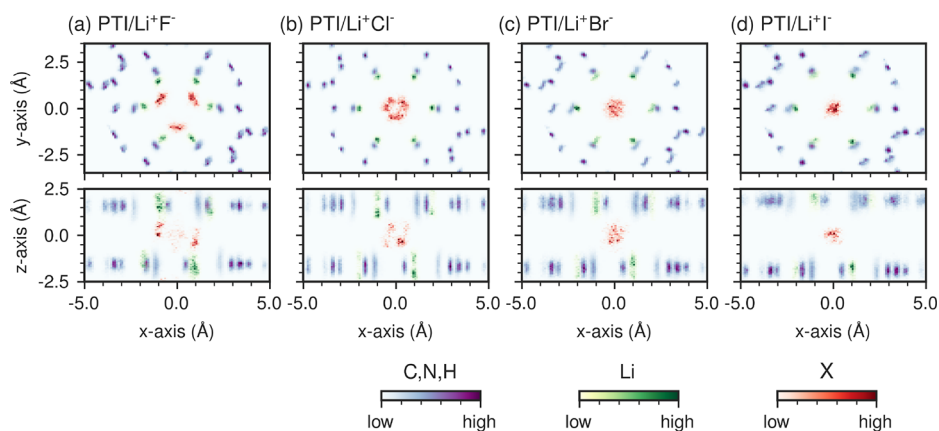 (a) PTI/Li⁺F⁻ (b) PTI/Li⁺Cl⁻ (c) PTI/Li⁺Br⁻ (d) PTI/Li⁺I⁻
y-axis (Å)
2.5
0.0
-2.5
z-axis (Å)
2.5
0.0
-2.5
-5.0 0.0 5.0 -5.0 0.0 5.0 -5.0 0.0 5.0 -5.0 0.0 5.0
x-axis (Å) x-axis (Å) x-axis (Å) x-axis (Å)
C,N,H Li X
low high low high low high